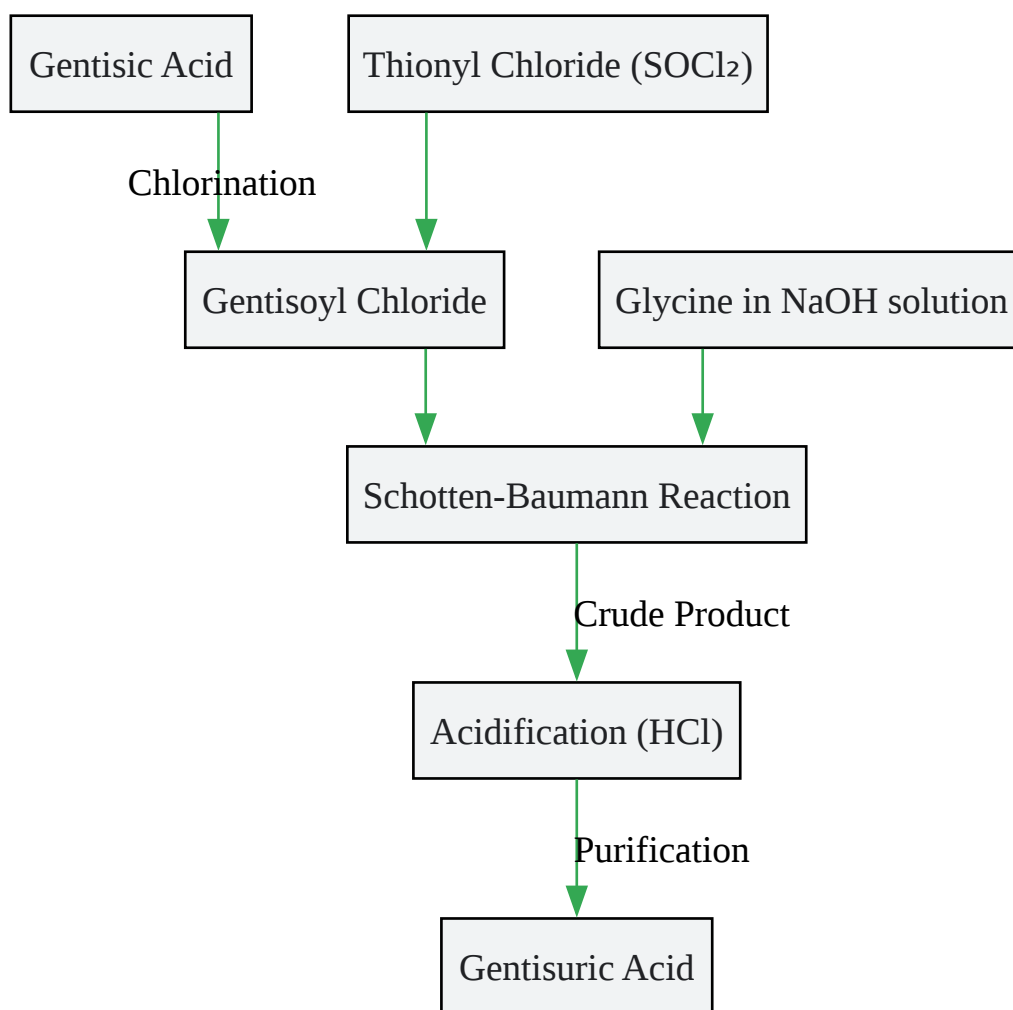 Gentisic Acid
Thionyl Chloride (SOCl₂)
Chlorination
Gentisoyl Chloride
Glycine in NaOH solution
Schotten-Baumann Reaction
Crude Product
Acidification (HCl)
Purification
Gentisuric Acid